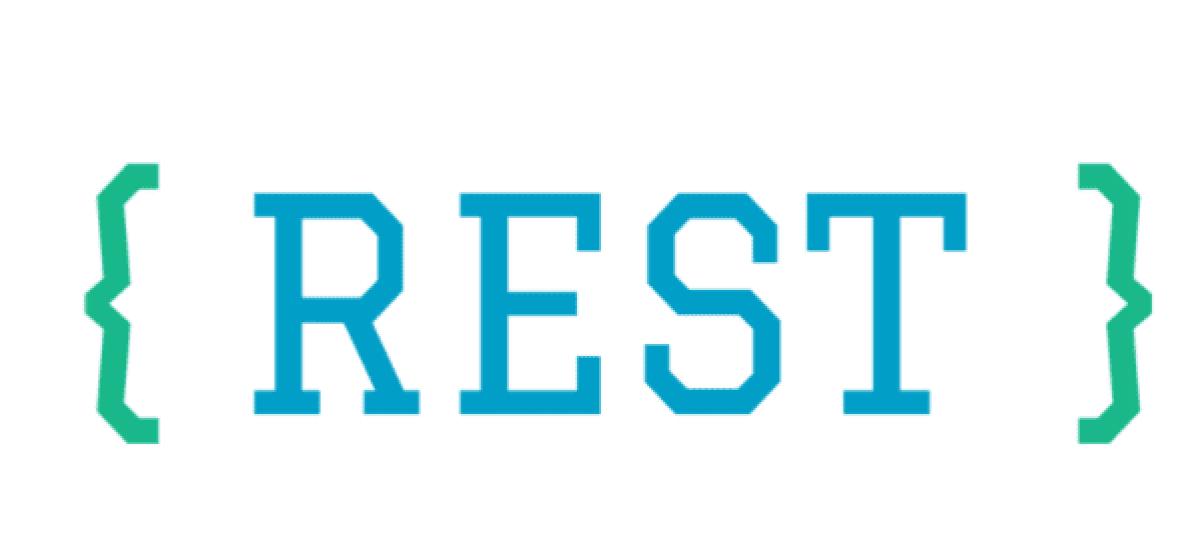 { REST }